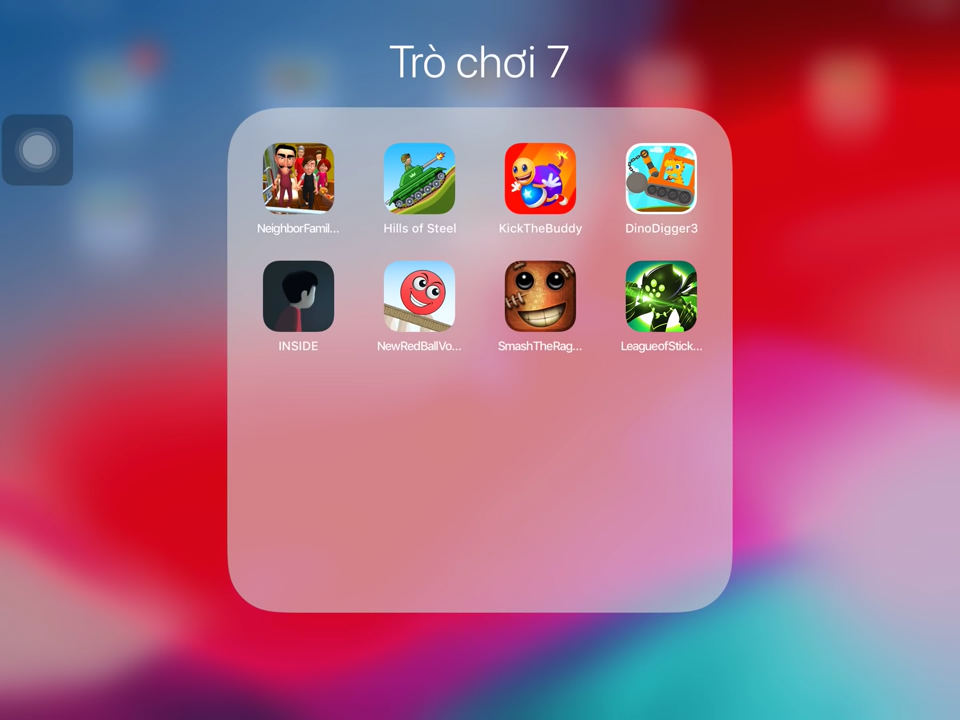 Trò chơi 7
NeighborFamil...
Hills of Steel
KickTheBuddy
DinoDigger3
INSIDE
NewRedBallVo...
SmashTheRag...
LeagueofStick...